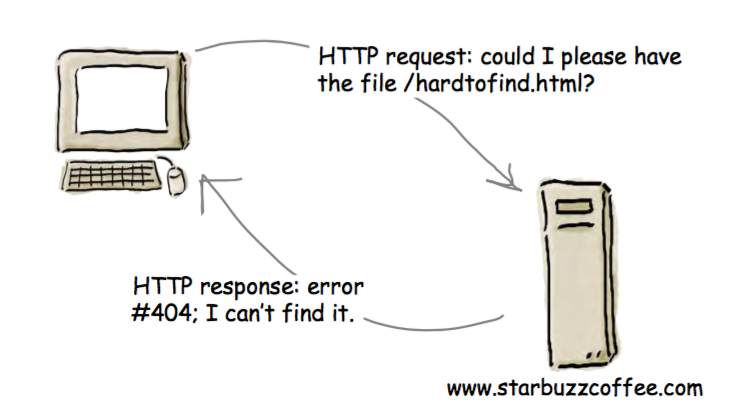 HTTP request: could I please have
the file /hardtofind.html?
HTTP response: error
#404; I can't find it.
www.starbuzzcoffee.com